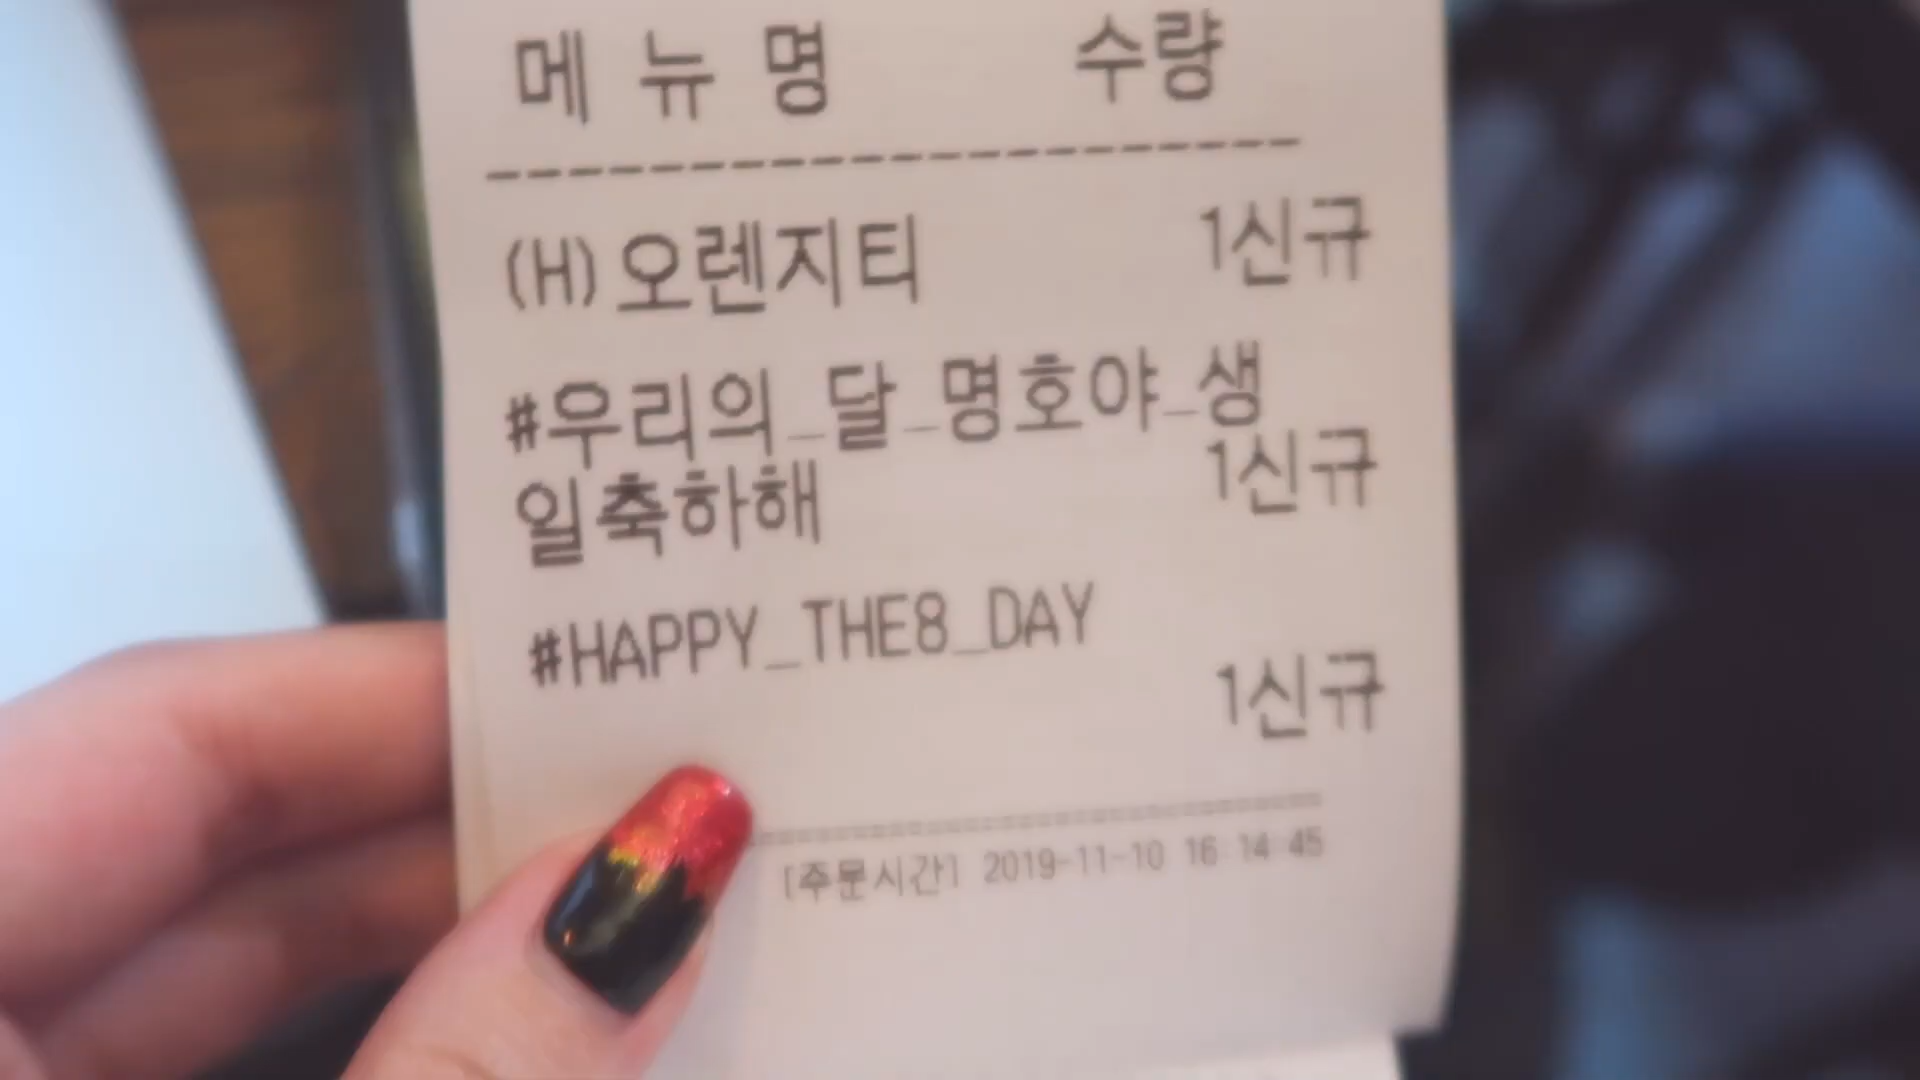 메 뉴 명 수량
(H)오렌지티 1신규
#우리의_달_명호야_생
일축하해 1신규
#HAPPY_THE8_DAY
1신규
[주문시간] 2019-11-10 16:14:45